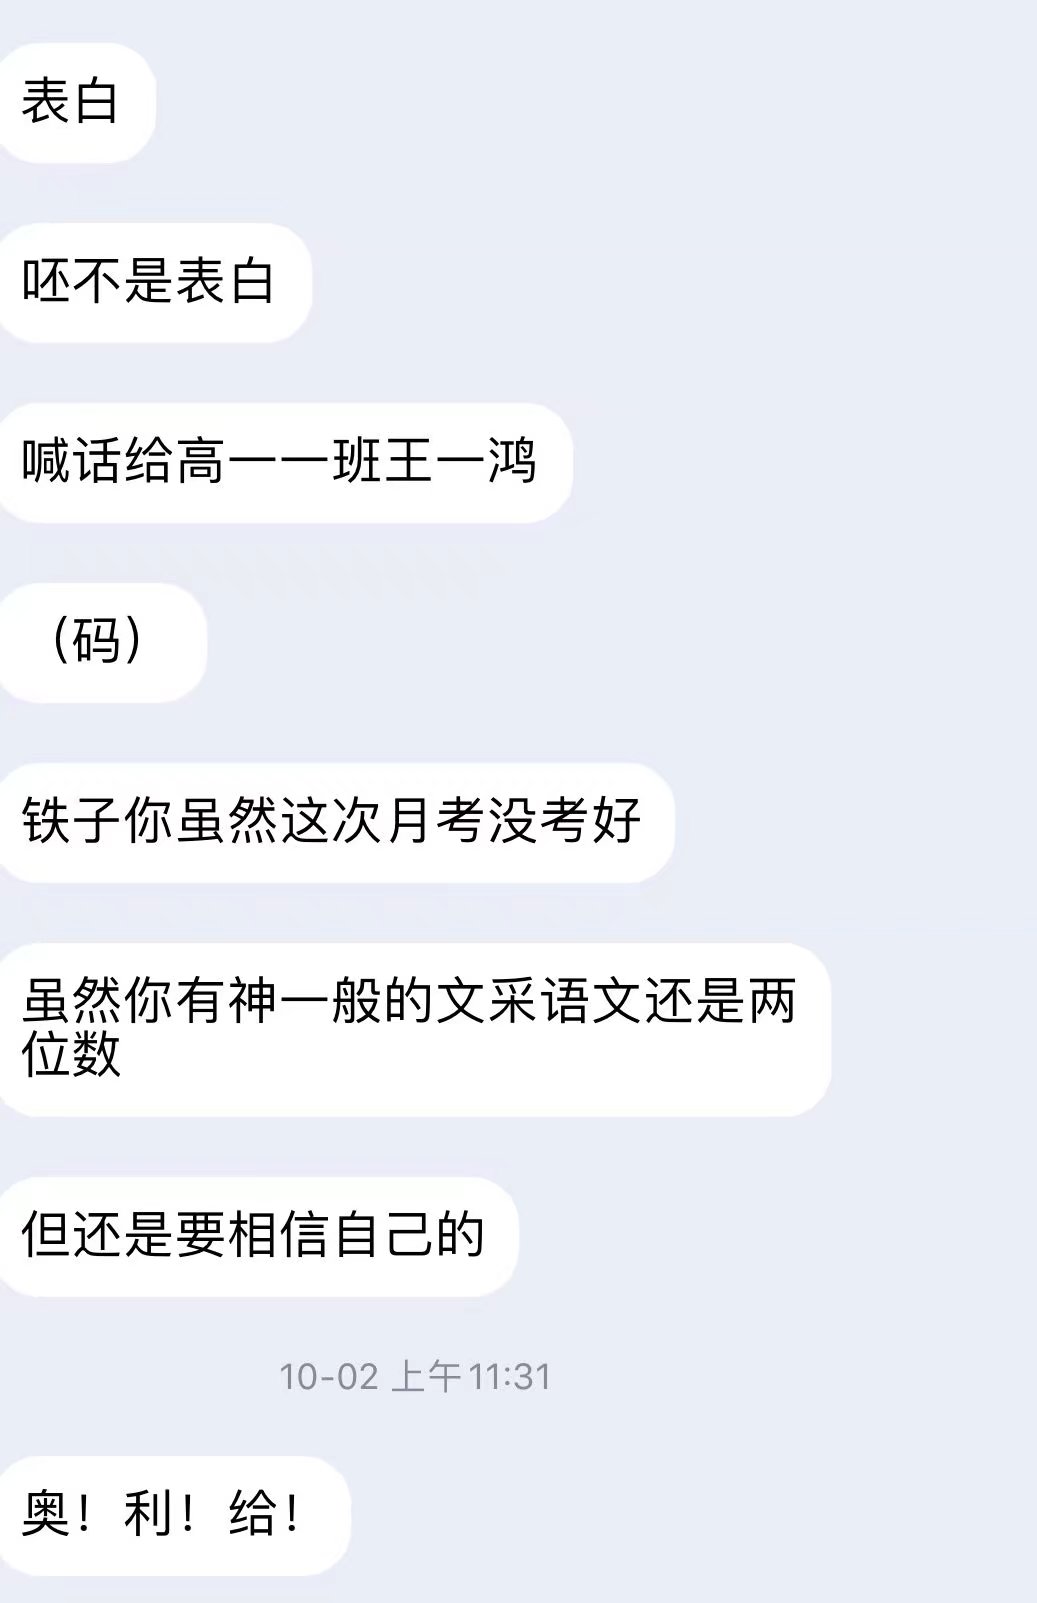 表白
呸不是表白
喊话给高一一班王一鸿
（码）
铁子你虽然这次月考没考好
虽然你有神一般的文采语文还是两
位数
但还是要相信自己的
10-02 上午11:31
奥！利！给！